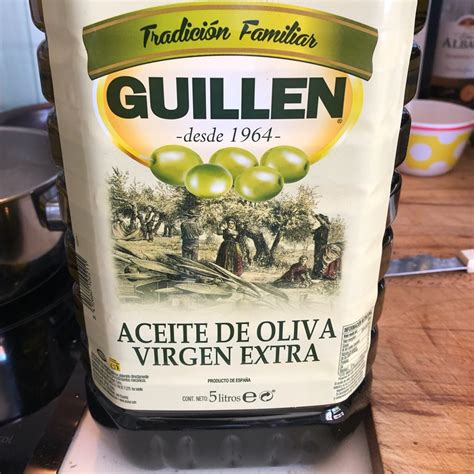 Tradición Familiar
GUILLEN®
-desde 1964-
ACEITE DE OLIVA
VIRGEN EXTRA
PRODUCTO DE ESPAÑA
CONT. NETO: 5 litros e